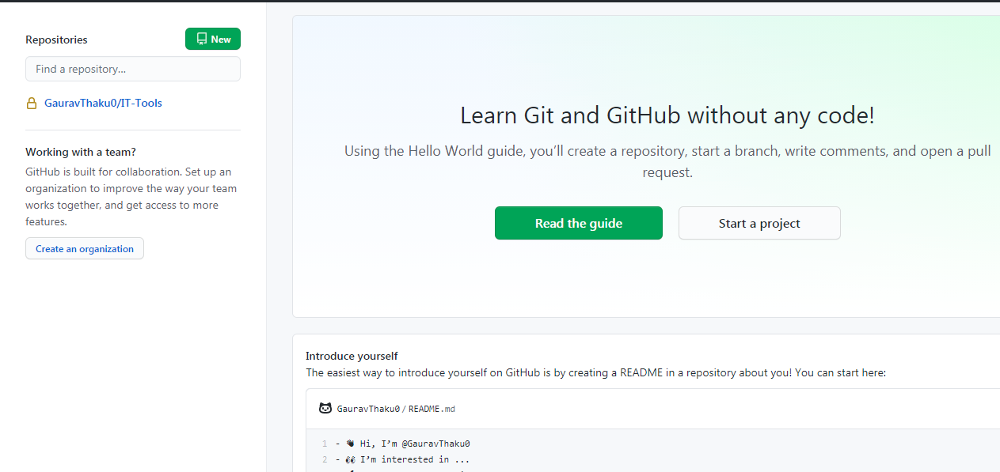 Repositories
New
Find a repository...
GauravThaku0/IT-Tools
Working with a team?
GitHub is built for collaboration. Set up an
organization to improve the way your team
works together, and get access to more
features.
Create an organization
Learn Git and GitHub without any code!
Using the Hello World guide, you’ll create a repository, start a branch, write comments, and open a pull
request.
Read the guide
Start a project
Introduce yourself
The easiest way to introduce yourself on GitHub is by creating a README in a repository about you! You can start here:
GauravThaku0/README.md
1 - 👋 Hi, I’m @GauravThaku0
2 - 👀 I’m interested in ...